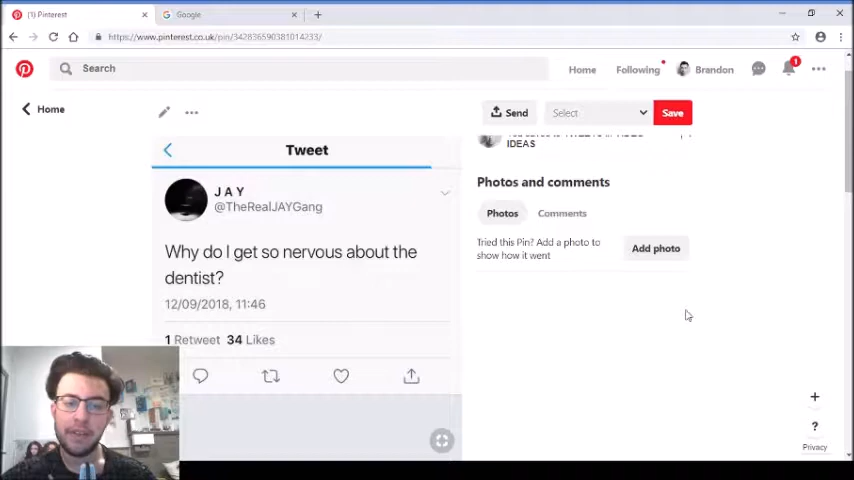 (1) Pinterest
Google
https://www.pinterest.co.uk/pin/342836590381014233/
Search
Home
Following
Brandon
1
Home
Send
Select
Save
Tweet
IDEAS
J A Y
@TheRealJAYGang
Photos and comments
Photos
Comments
Why do I get so nervous about the
dentist?
Tried this Pin? Add a photo to
show how it went
Add photo
12/09/2018, 11:46
1 Retweet 34 Likes
?
Privacy